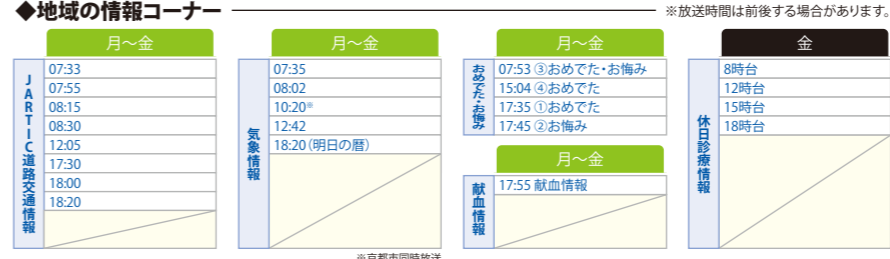 ◆地域の情報コーナー
※放送時間は前後する場合があります。
月～金
JARTIC道路交通情報
07:33
07:55
08:15
08:30
12:05
17:30
18:00
18:20
月～金
気象情報
07:35
08:02
10:20※
12:42
18:20(明日の暦)
※京都市同時放送
月～金
おめでた・お悔み
07:53 ③おめでた・お悔み
15:04 ④おめでた
17:35 ①おめでた
17:45 ②お悔み
月～金
献血情報
17:55 献血情報
金
休日診療情報
8時台
12時台
15時台
18時台